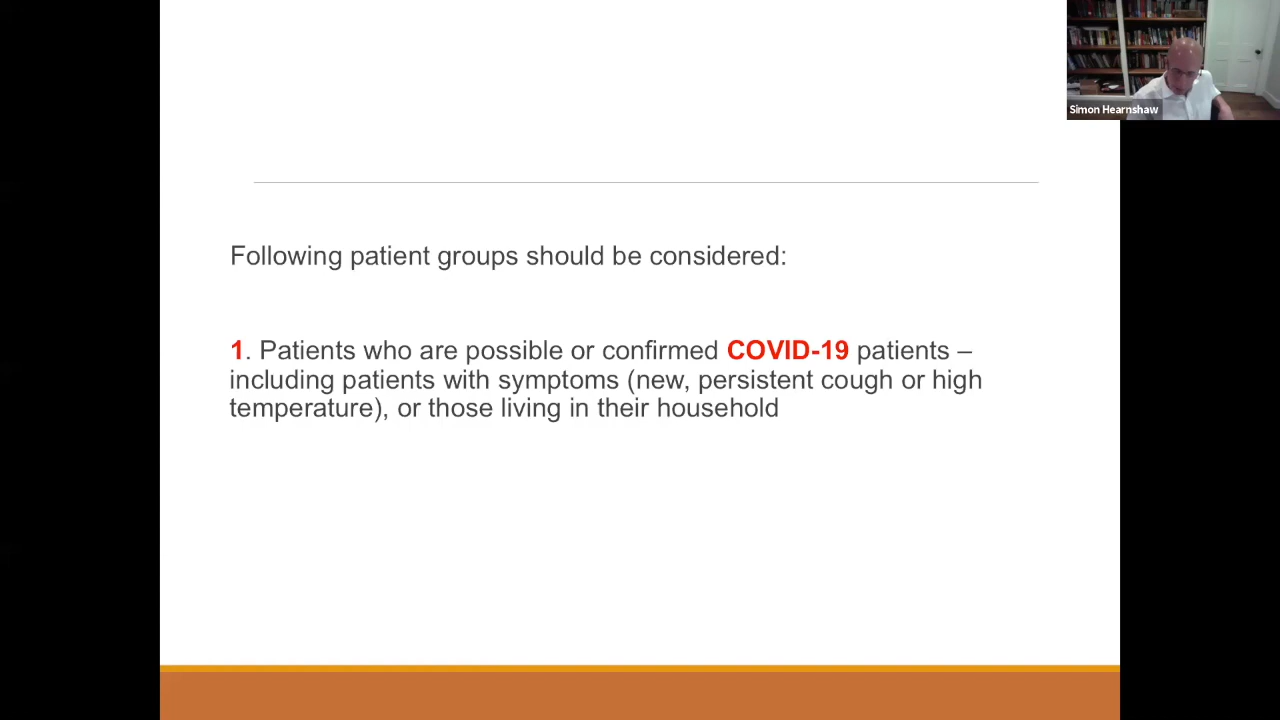 Simon Hearnshaw
Following patient groups should be considered:
1. Patients who are possible or confirmed COVID-19 patients –
including patients with symptoms (new, persistent cough or high
temperature), or those living in their household